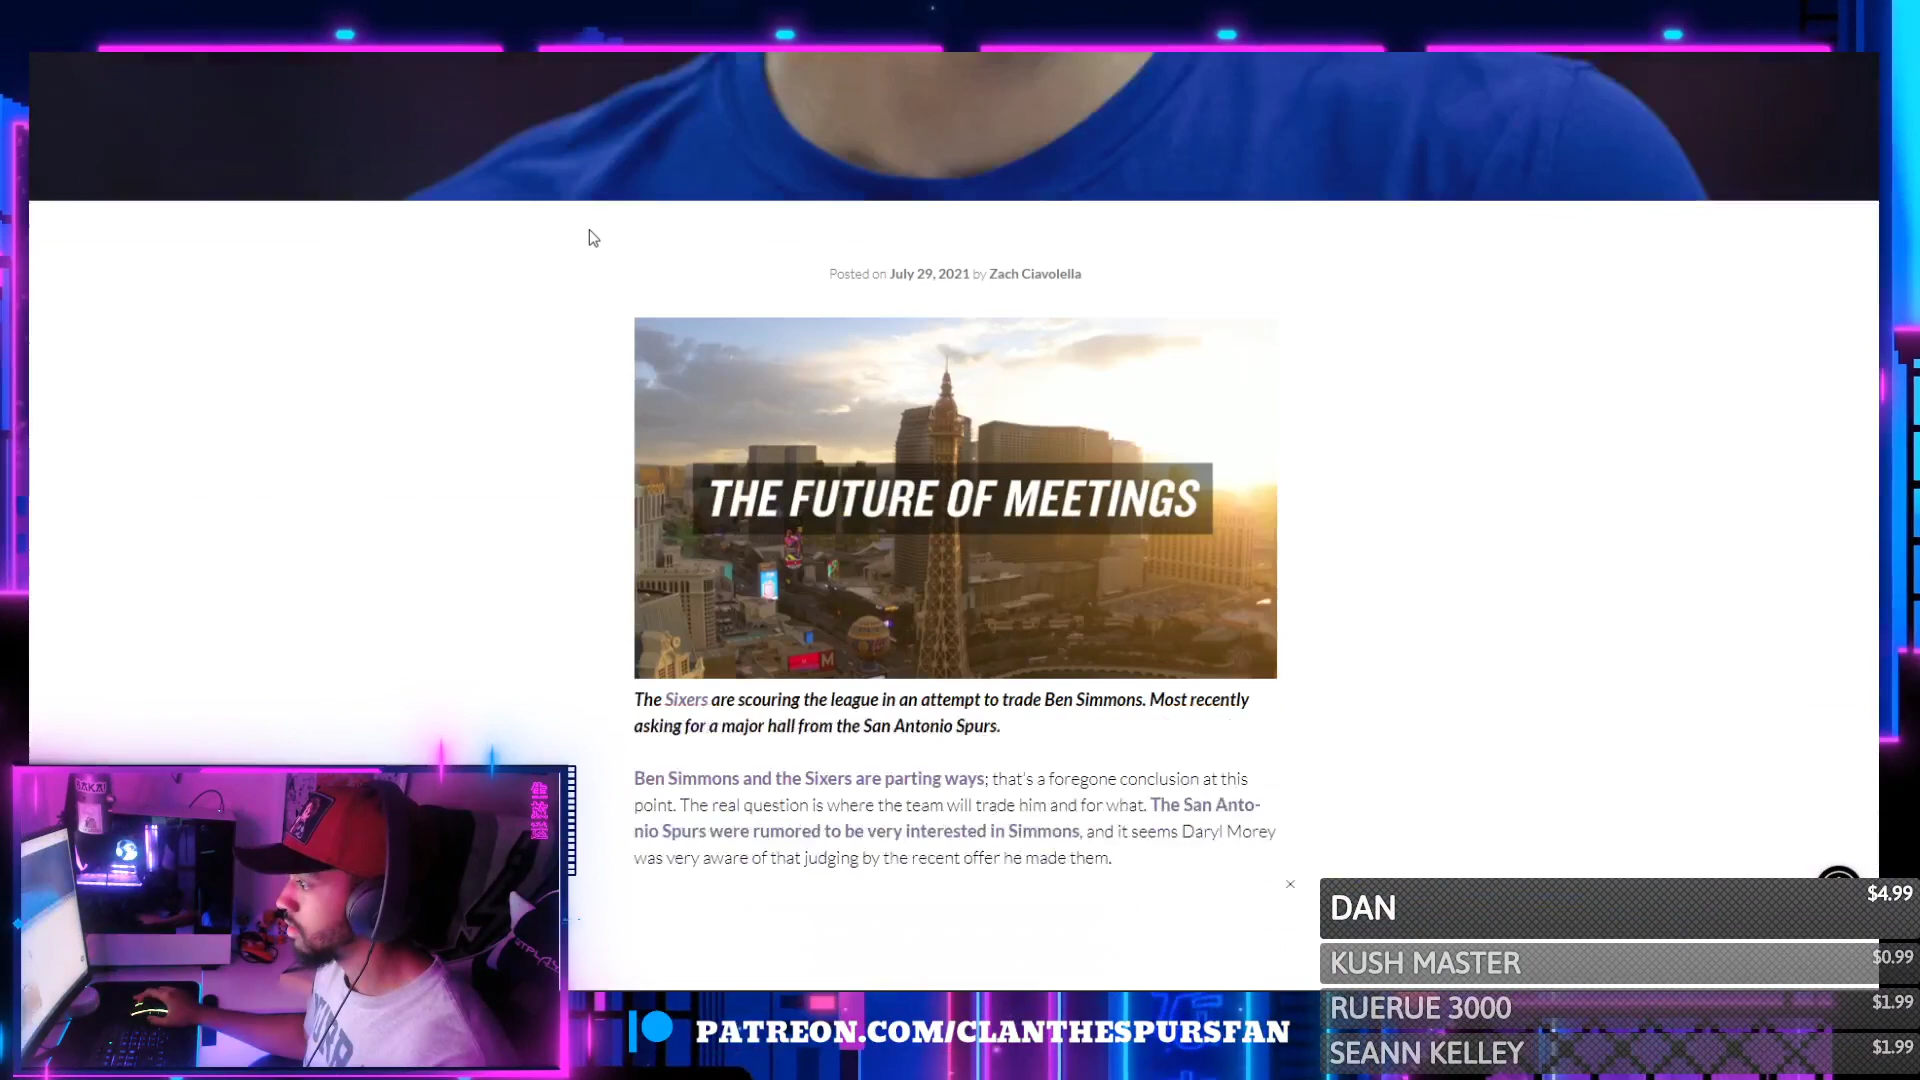 Posted on July 29, 2021 by Zach Ciavolella
THE FUTURE OF MEETINGS
The Sixers are scouring the league in an attempt to trade Ben Simmons. Most recently
asking for a major hall from the San Antonio Spurs.
Ben Simmons and the Sixers are parting ways; that's a foregone conclusion at this
point. The real question is where the team will trade him and for what. The San Anto-
nio Spurs were rumored to be very interested in Simmons, and it seems Daryl Morey
was very aware of that judging by the recent offer he made them.
BAKA!
生放送
DAN $4.99
KUSH MASTER $0.99
RUERUE 3000 $1.99
SEANN KELLEY $1.99
PATREON.COM/CLANTHESPURSFAN